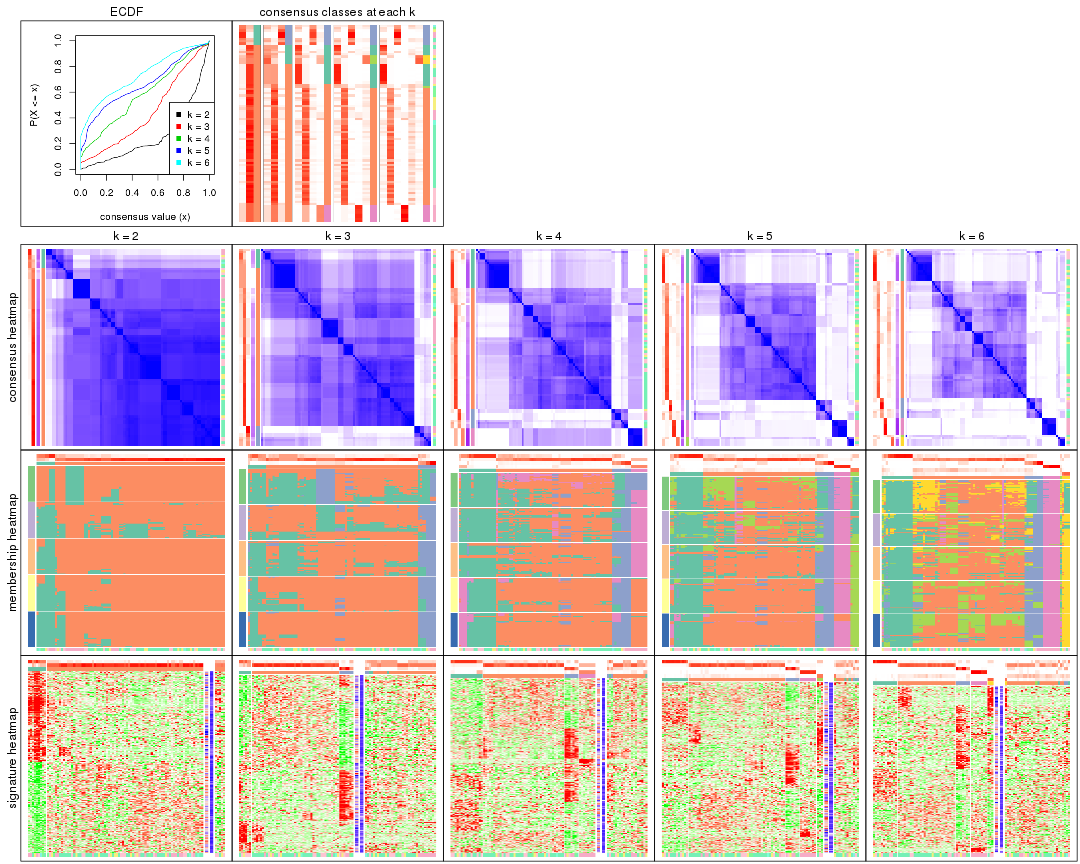 ECDF
consensus classes at each k
P(X <= x)
1.0
0.8
0.6
0.4
0.2
0.0
k = 2
k = 3
k = 4
k = 5
k = 6
0.0 0.2 0.4 0.6 0.8 1.0
consensus value (x)
k = 2
k = 3
k = 4
k = 5
k = 6
consensus heatmap
membership heatmap
signature heatmap